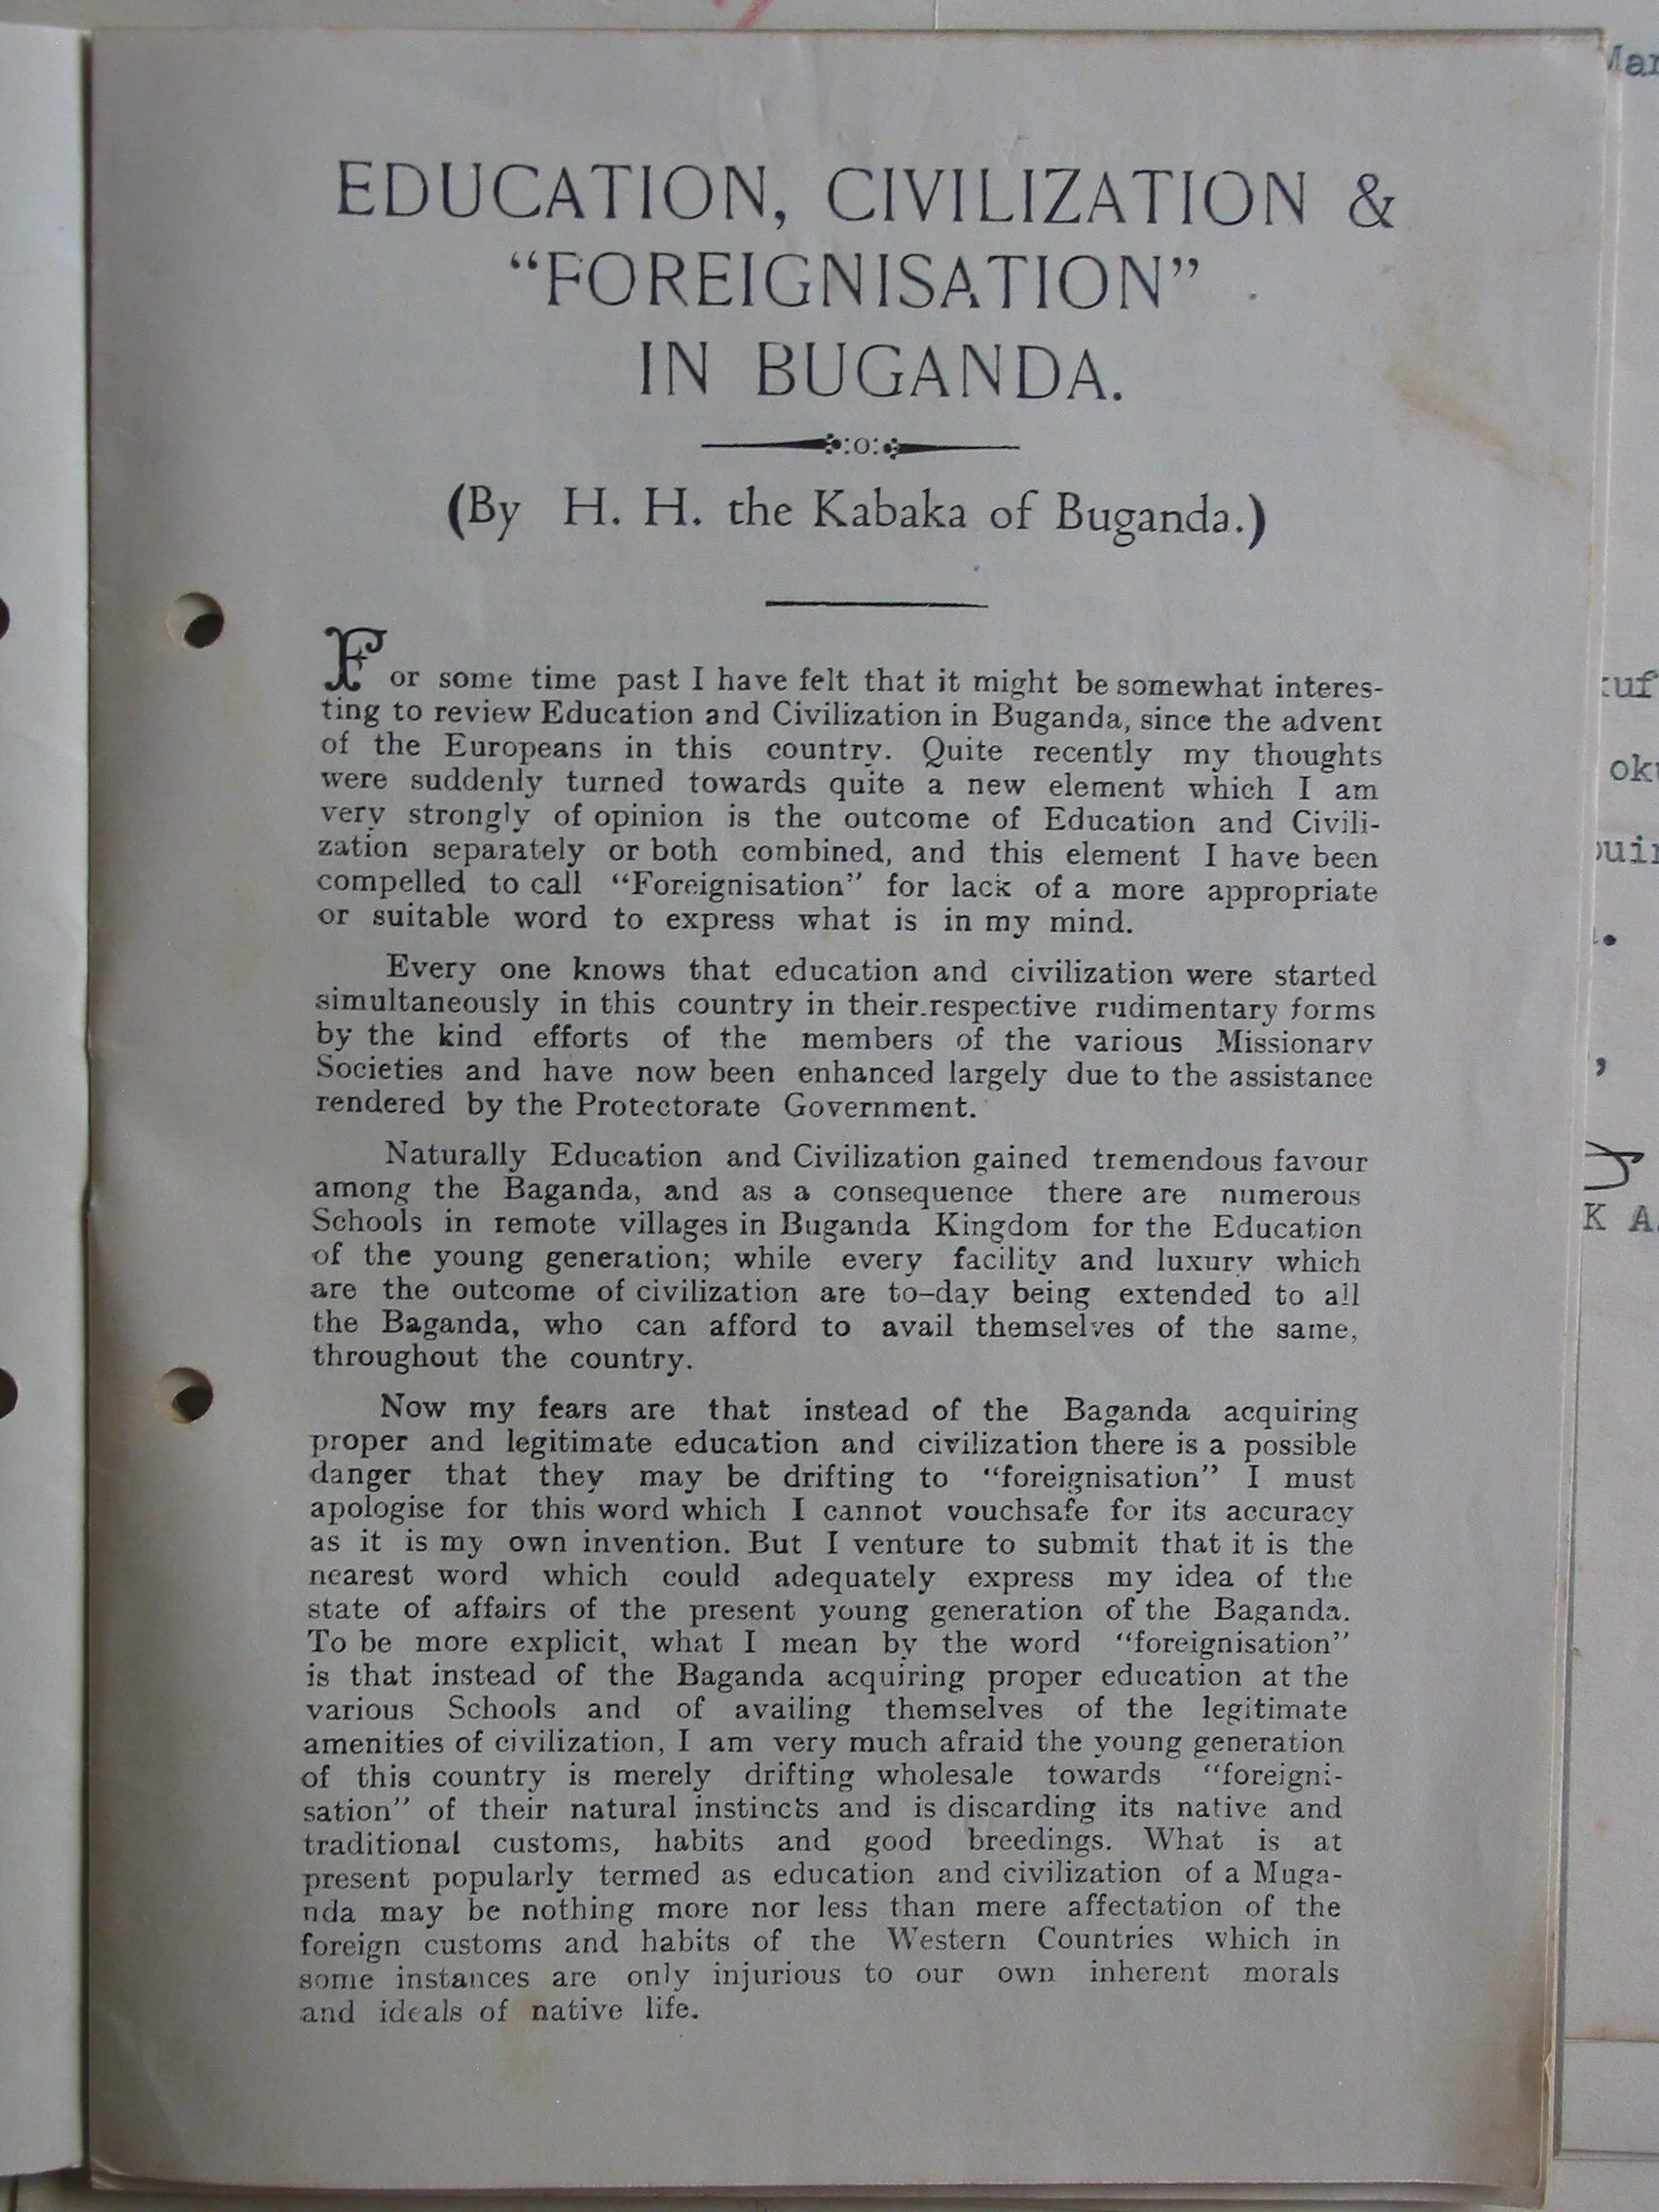 EDUCATION, CIVILIZATION &
“FOREIGNISATION”
IN BUGANDA.
:o:
(By H. H. the Kabaka of Buganda.)
For some time past I have felt that it might be somewhat interes-
ting to review Education and Civilization in Buganda, since the advent
of the Europeans in this country. Quite recently my thoughts
were suddenly turned towards quite a new element which I am
very strongly of opinion is the outcome of Education and Civili-
zation separately or both combined, and this element I have been
compelled to call “Foreignisation” for lack of a more appropriate
or suitable word to express what is in my mind.
Every one knows that education and civilization were started
simultaneously in this country in their respective rudimentary forms
by the kind efforts of the members of the various Missionary
Societies and have now been enhanced largely due to the assistance
rendered by the Protectorate Government.
Naturally Education and Civilization gained tremendous favour
among the Baganda, and as a consequence there are numerous
Schools in remote villages in Buganda Kingdom for the Education
of the young generation; while every facility and luxury which
are the outcome of civilization are to-day being extended to all
the Baganda, who can afford to avail themselves of the same,
throughout the country.
Now my fears are that instead of the Baganda acquiring
proper and legitimate education and civilization there is a possible
danger that they may be drifting to “foreignisation” I must
apologise for this word which I cannot vouchsafe for its accuracy
as it is my own invention. But I venture to submit that it is the
nearest word which could adequately express my idea of the
state of affairs of the present young generation of the Baganda.
To be more explicit, what I mean by the word “foreignisation”
is that instead of the Baganda acquiring proper education at the
various Schools and of availing themselves of the legitimate
amenities of civilization, I am very much afraid the young generation
of this country is merely drifting wholesale towards “foreigni-
sation” of their natural instincts and is discarding its native and
traditional customs, habits and good breedings. What is at
present popularly termed as education and civilization of a Muga-
nda may be nothing more nor less than mere affectation of the
foreign customs and habits of the Western Countries which in
some instances are only injurious to our own inherent morals
and ideals of native life.